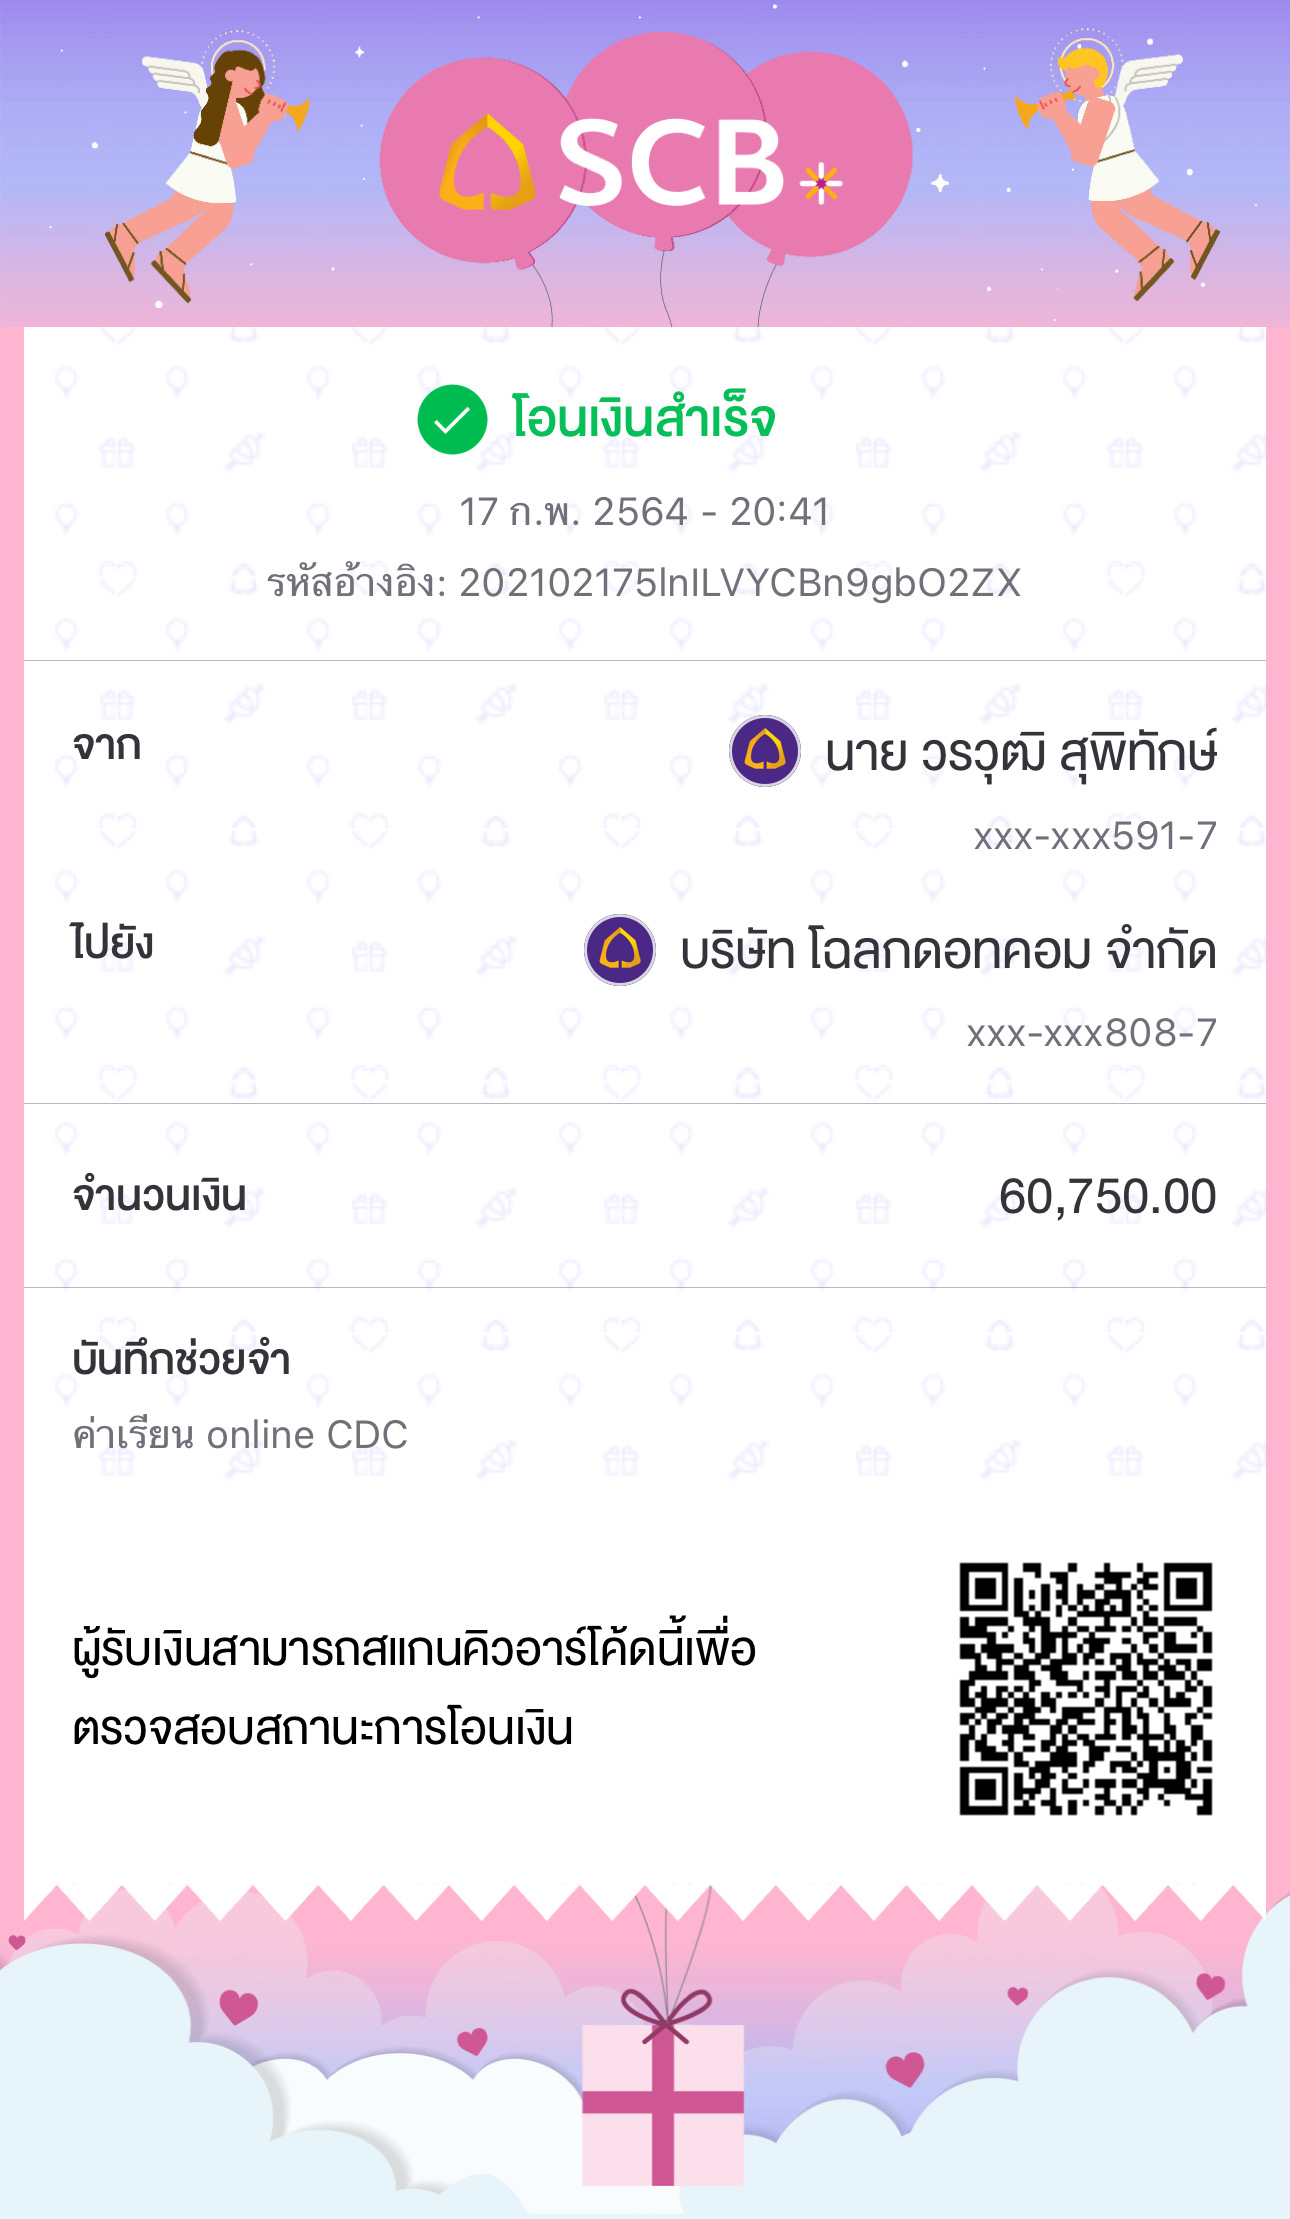 SCB
โอนเงินสำเร็จ
17 ก.พ. 2564 - 20:41
รหัสอ้างอิง: 202102175lnILVYCBn9gbO2ZX
จาก
นาย วรวุฒิ สุพิทักษ์
xxx-xxx591-7
ไปยัง
บริษัท โฉลกดอทคอม จำกัด
xxx-xxx808-7
จำนวนเงิน
60,750.00
บันทึกช่วยจำ
ค่าเรียน online CDC
ผู้รับเงินสามารถสแกนคิวอาร์โค้ดนี้เพื่อ
ตรวจสอบสถานะการโอนเงิน